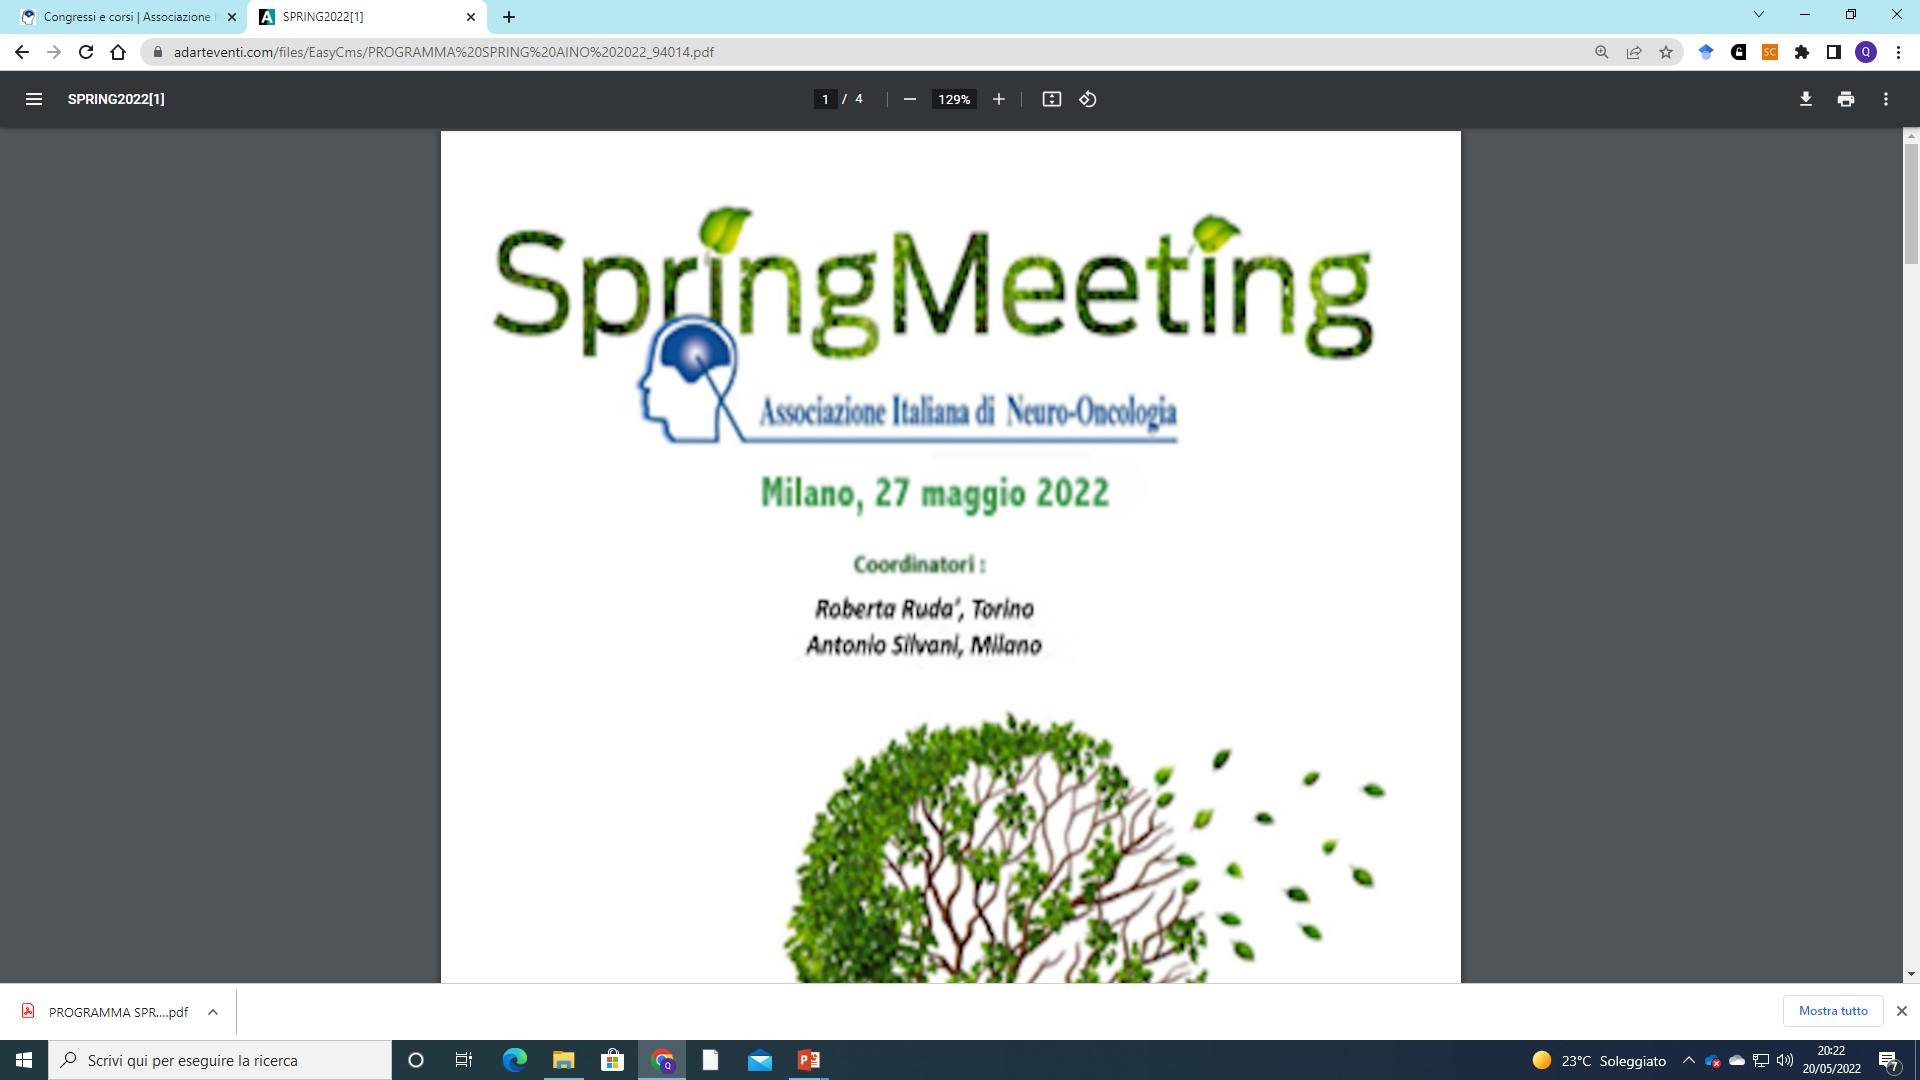 Congressi e corsi | Associazione
SPRING2022[1]
adarteventi.com/files/EasyCms/PROGRAMMA%20SPRING%20AINO%202022_94014.pdf
SC
Q
SPRING2022[1]
1 / 4
129%
SpringMeeting
Associazione Italiana di Neuro-Oncologia
Milano, 27 maggio 2022
Coordinatori :
Roberta Ruda', Torino
Antonio Silvani, Milano
PROGRAMMA SPR....pdf
Mostra tutto
Scrivi qui per eseguire la ricerca
23°C Soleggiato
20:22
20/05/2022
7